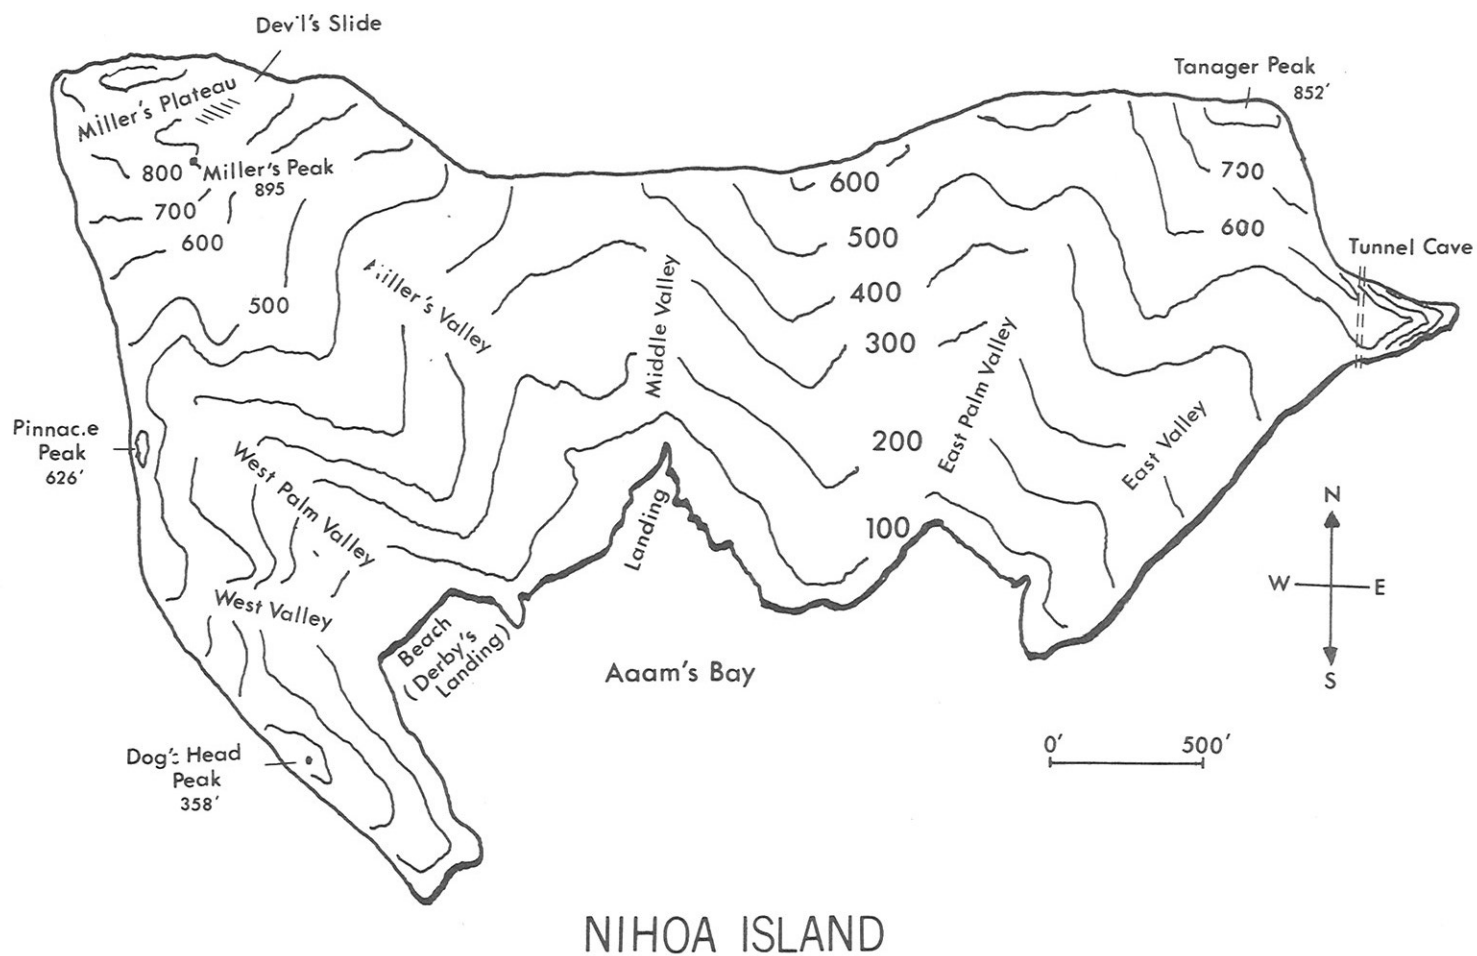 Devil's Slide
Tanager Peak
852'
Miller's Plateau
800
Miller's Peak
895
700
600
500
600
700
500
600
Tunnel Cave
Miller's Valley
Middle Valley
400
300
East Palm Valley
Pinnac.e
Peak
626'
West Palm Valley
200
East Valley
100
Landing
N
W
E
S
West Valley
Beach
(Derby's
Landing)
Aaam's Bay
0'
500'
Dog's Head
Peak
358'
NIHOA ISLAND